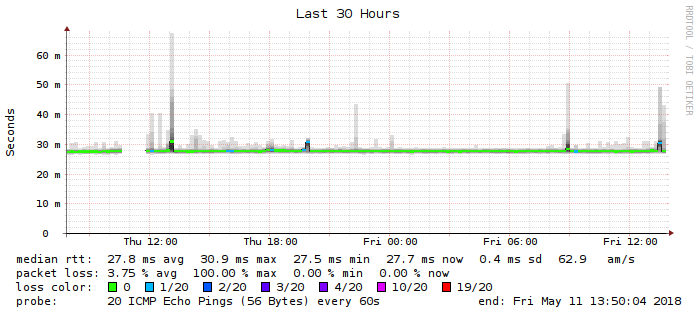 Last 30 Hours
RRDTOOL / TOBI OETIKER
Seconds
60 m
50 m
40 m
30 m
20 m
10 m
0
Thu 12:00 Thu 18:00 Fri 00:00 Fri 06:00 Fri 12:00
median rtt: 27.8 ms avg 30.9 ms max 27.5 ms min 27.7 ms now 0.4 ms sd 62.9 am/s
packet loss: 3.75 % avg 100.00 % max 0.00 % min 0.00 % now
loss color: 0 1/20 2/20 3/20 4/20 10/20 19/20
probe: 20 ICMP Echo Pings (56 Bytes) every 60s end: Fri May 11 13:50:04 2018